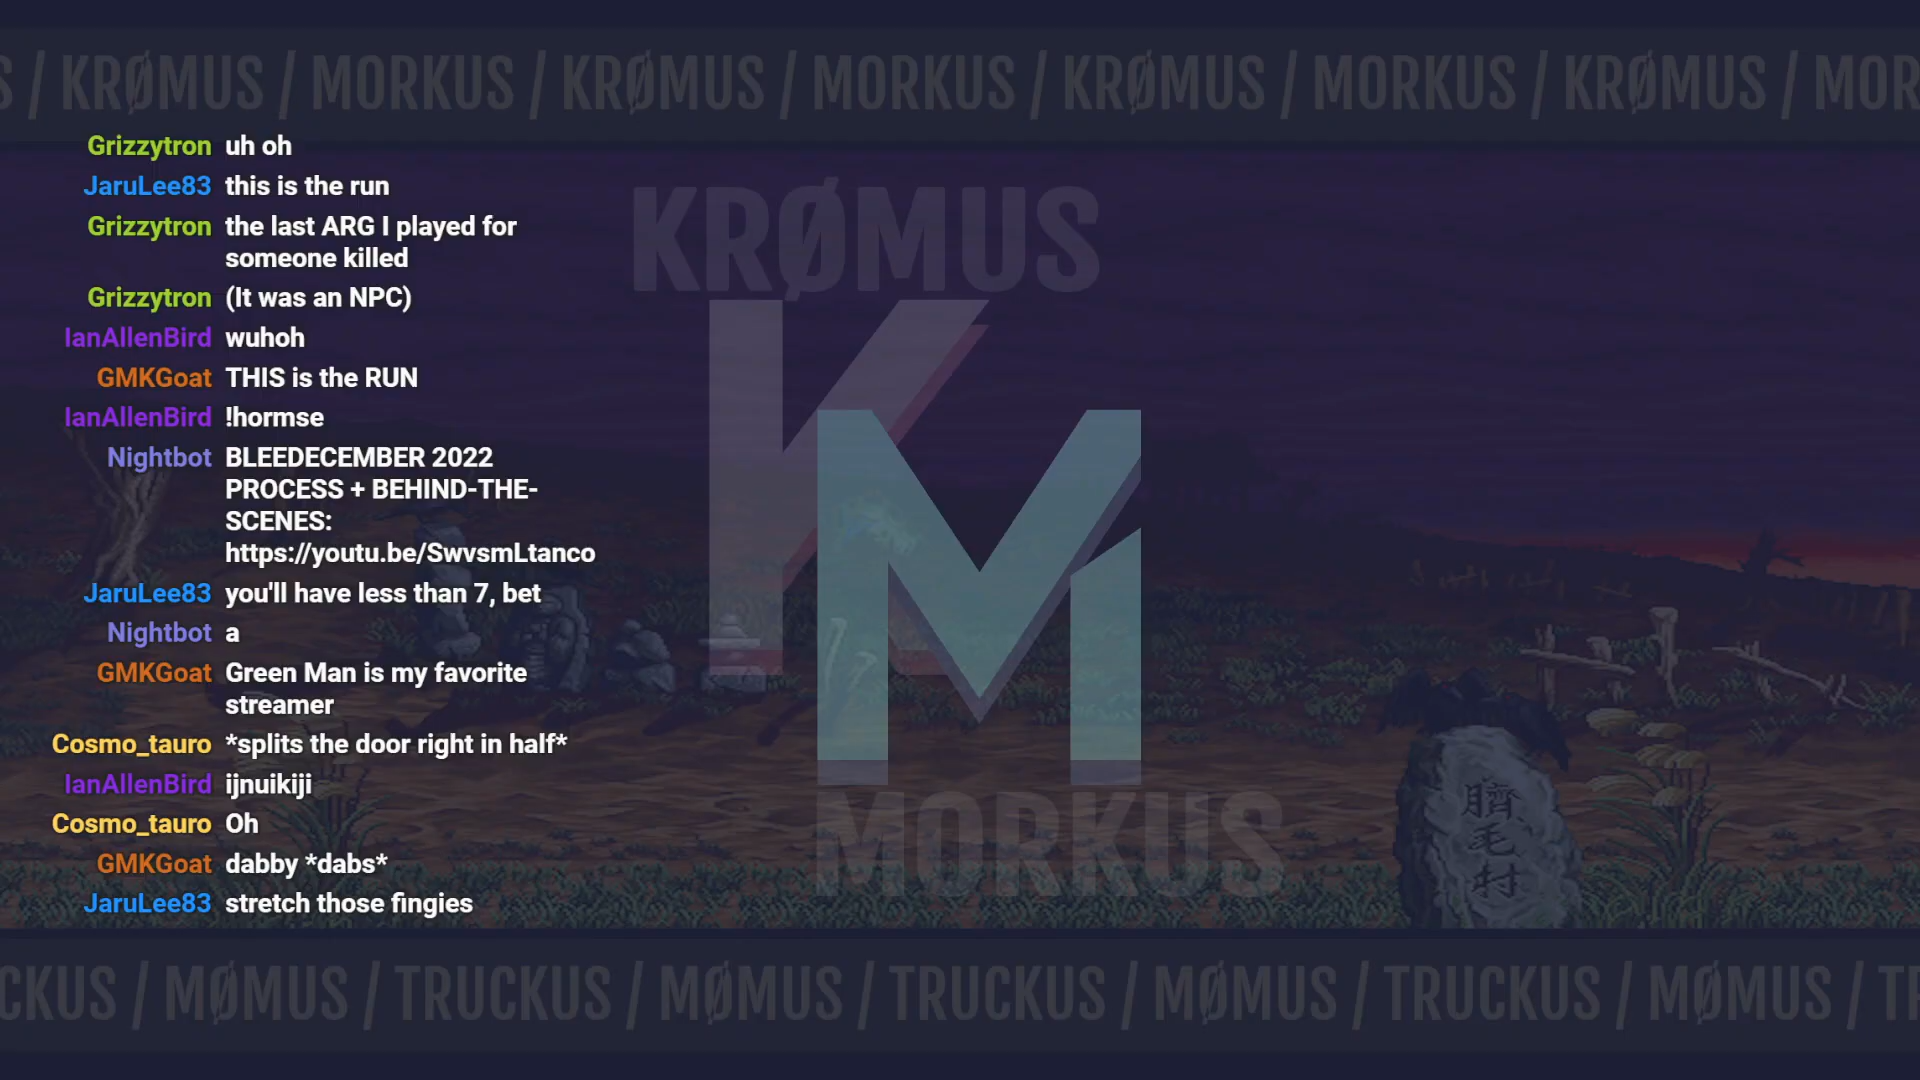 S / KRØMUS / MORKUS / KRØMUS / MORKUS / KRØMUS / MORKUS / KRØMUS / MOR
Grizzytron uh oh
JaruLee83 this is the run
Grizzytron the last ARG I played for
someone killed
Grizzytron (It was an NPC)
IanAllenBird wuhoh
GMKGoat THIS is the RUN
IanAllenBird !hormse
Nightbot BLEEDECEMBER 2022
PROCESS + BEHIND-THE-
SCENES:
https://youtu.be/SwvsmLtanco
JaruLee83 you'll have less than 7, bet
Nightbot a
GMKGoat Green Man is my favorite
streamer
Cosmo_tauro *splits the door right in half*
IanAllenBird ijnuikiji
Cosmo_tauro Oh
GMKGoat dabby *dabs*
JaruLee83 stretch those fingies
KRØMUS
K
M
MORKUS
臍
毛
村
CKUS / MØMUS / TRUCKUS / MØMUS / TRUCKUS / MØMUS / TRUCKUS / MØMUS / TR